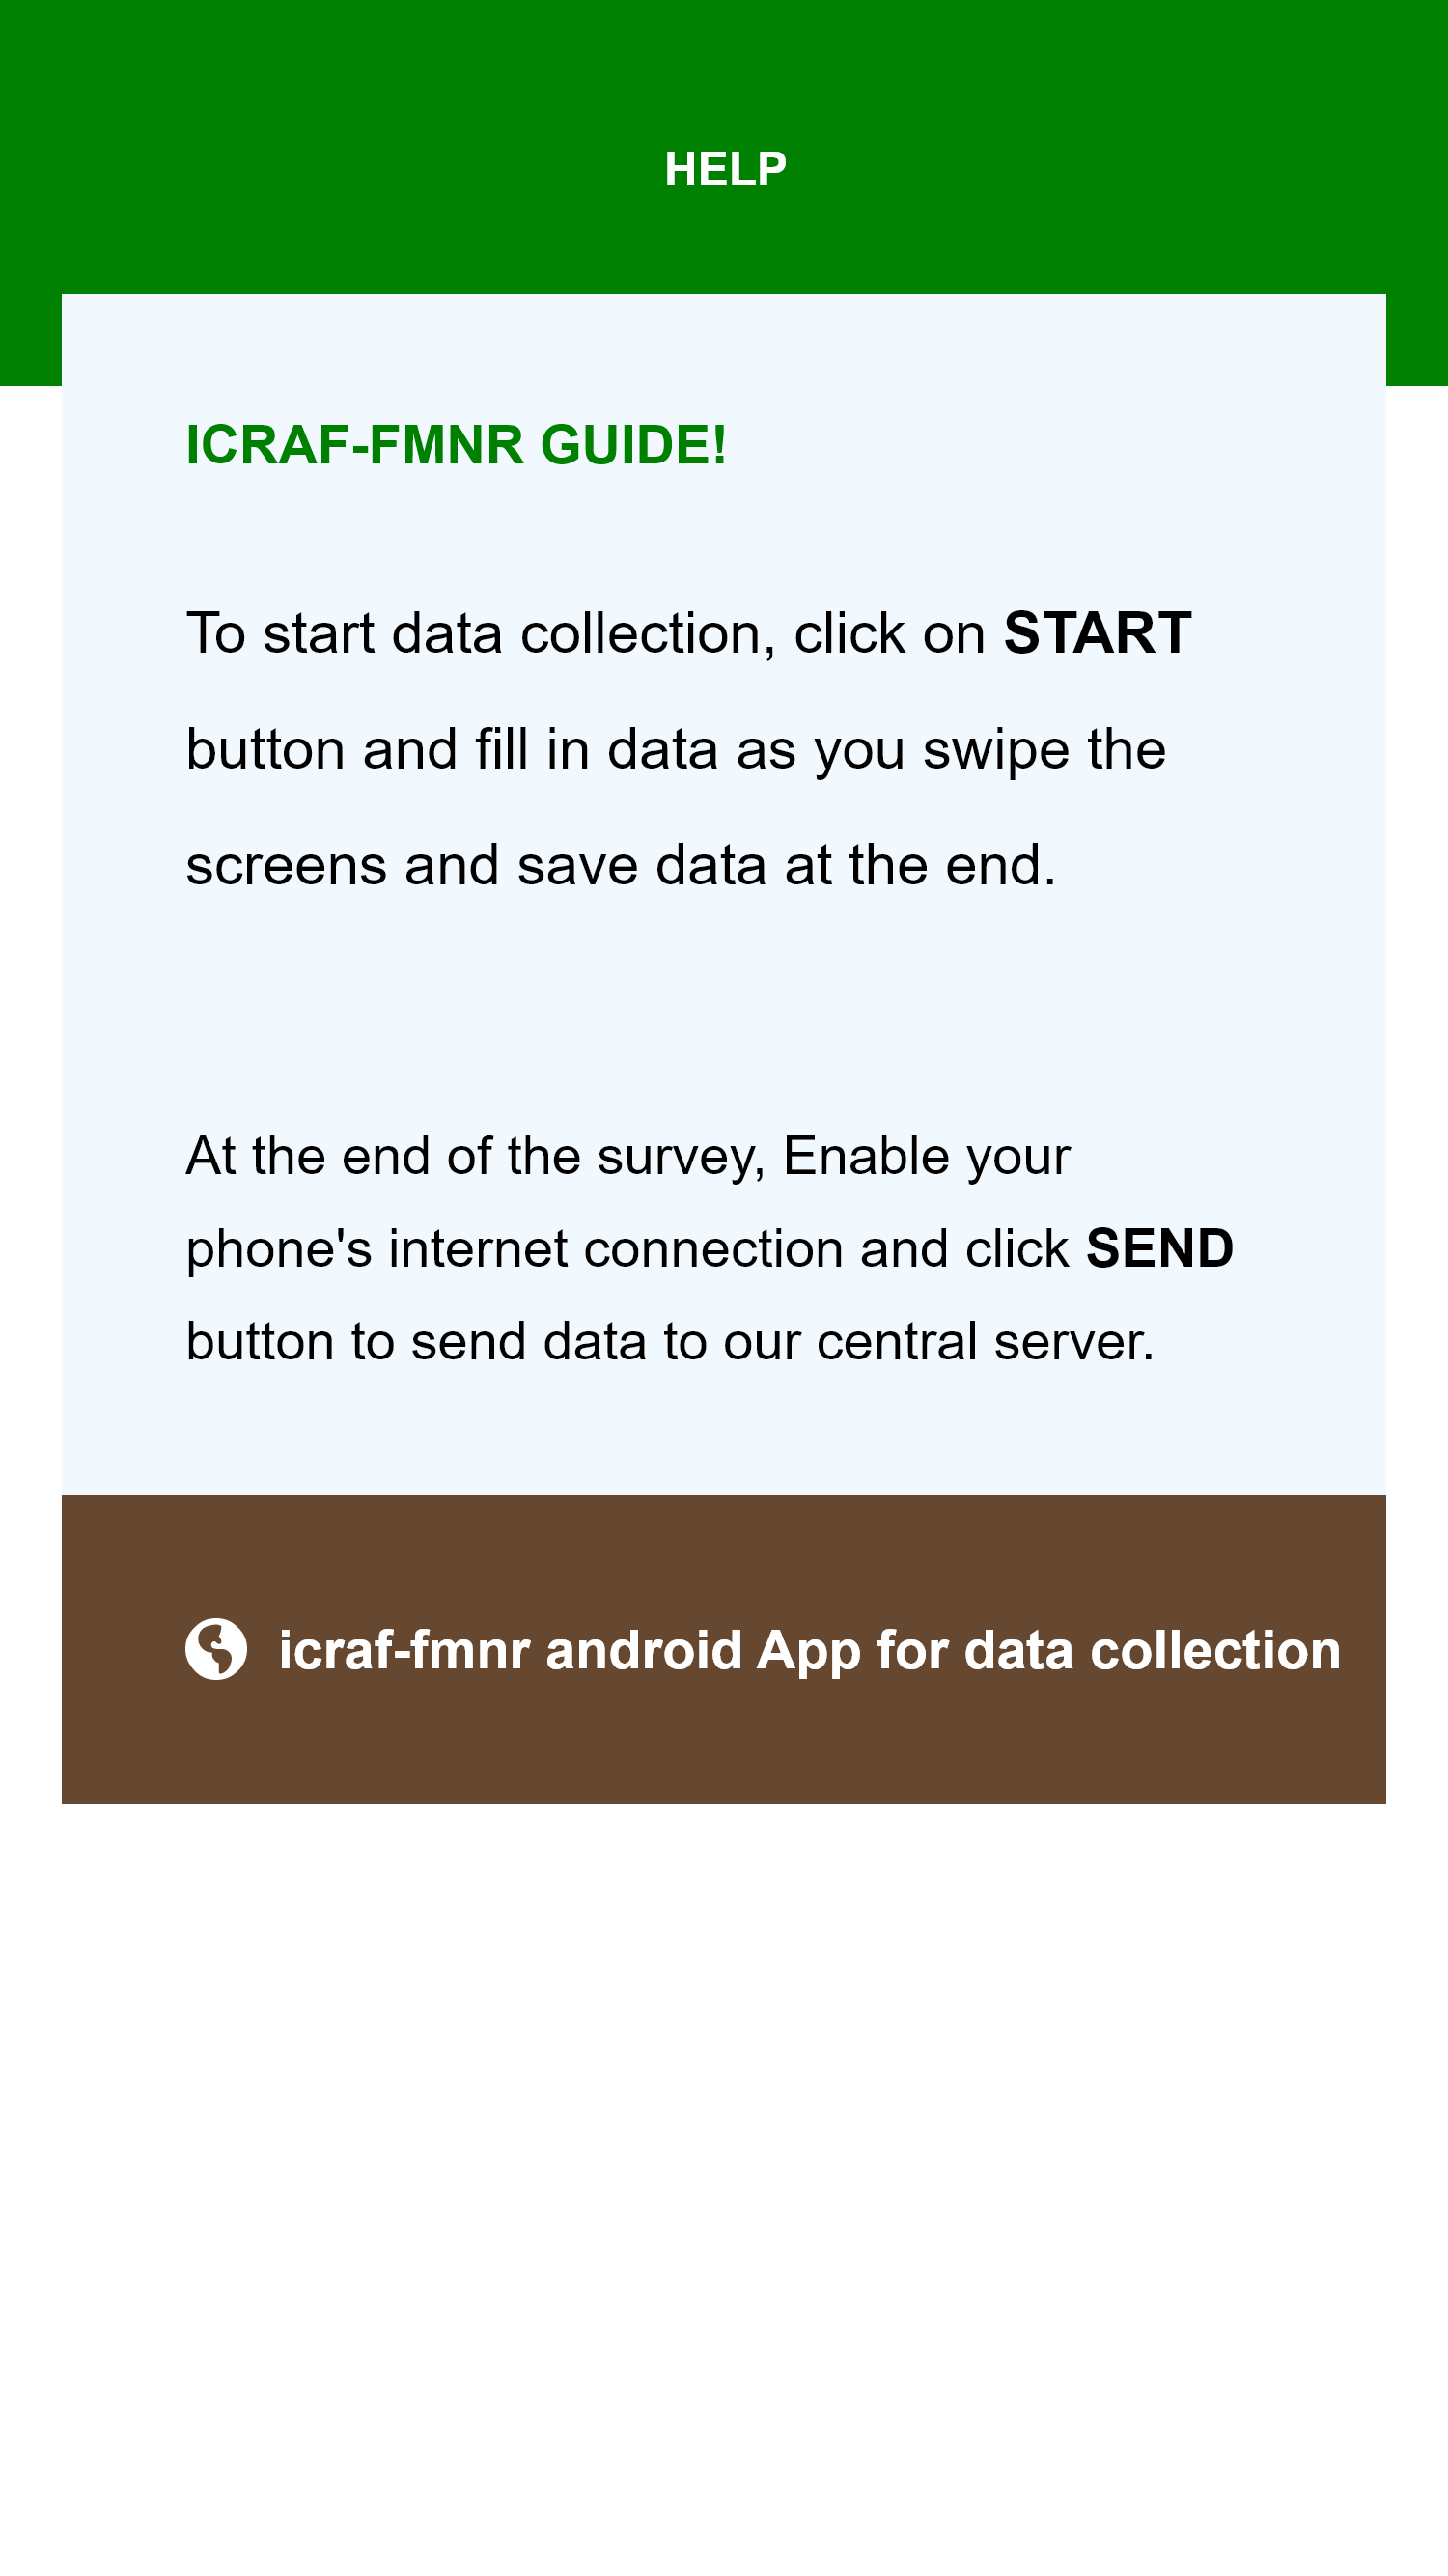 HELP
ICRAF-FMNR GUIDE!
To start data collection, click on START
button and fill in data as you swipe the
screens and save data at the end.
At the end of the survey, Enable your
phone's internet connection and click SEND
button to send data to our central server.
icraf-fmnr android App for data collection